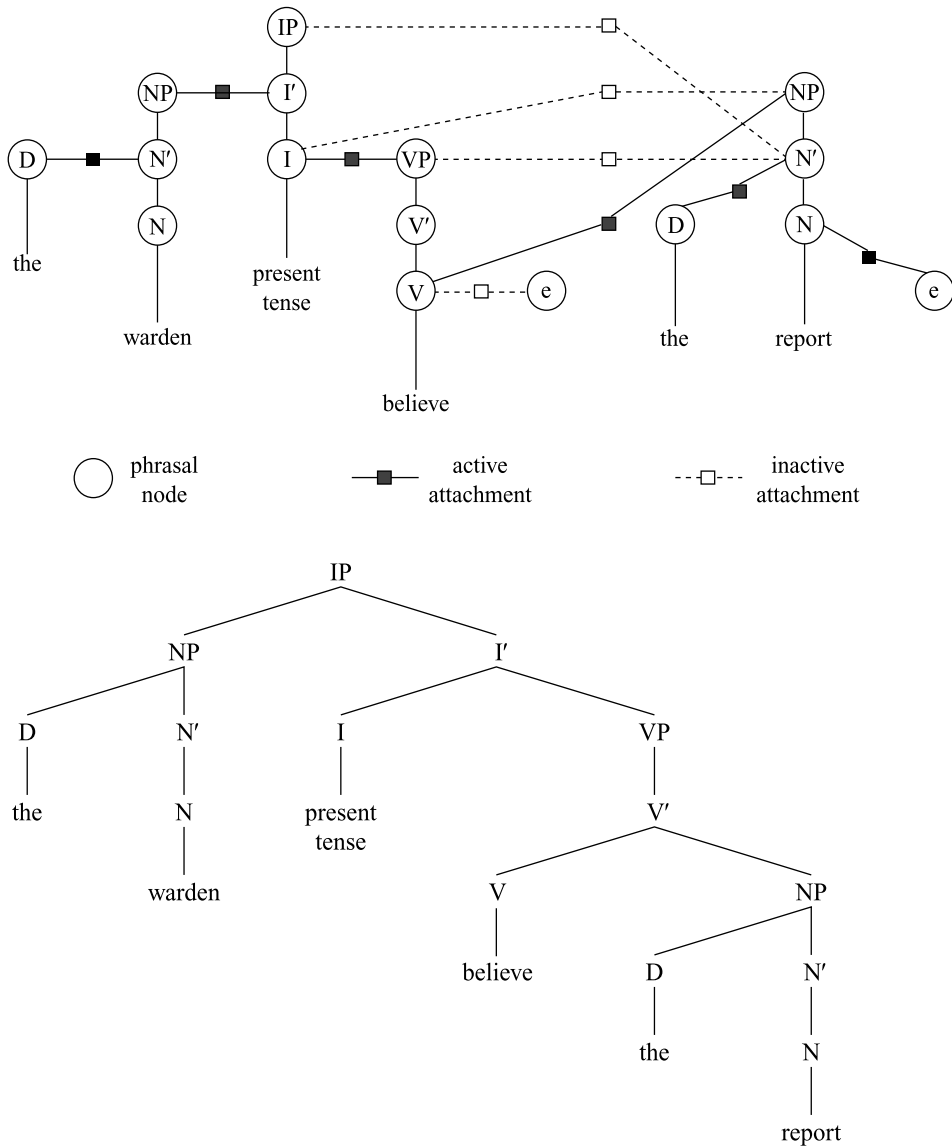 IP
NP I′ NP
D N′ I VP N′
N V′ D N
the present
tense
V e e
warden the report
believe
phrasal
node
active
attachment
inactive
attachment
IP
NP I′
D N′ I VP
the N present
tense
V′
warden V NP
believe D N′
the N
report